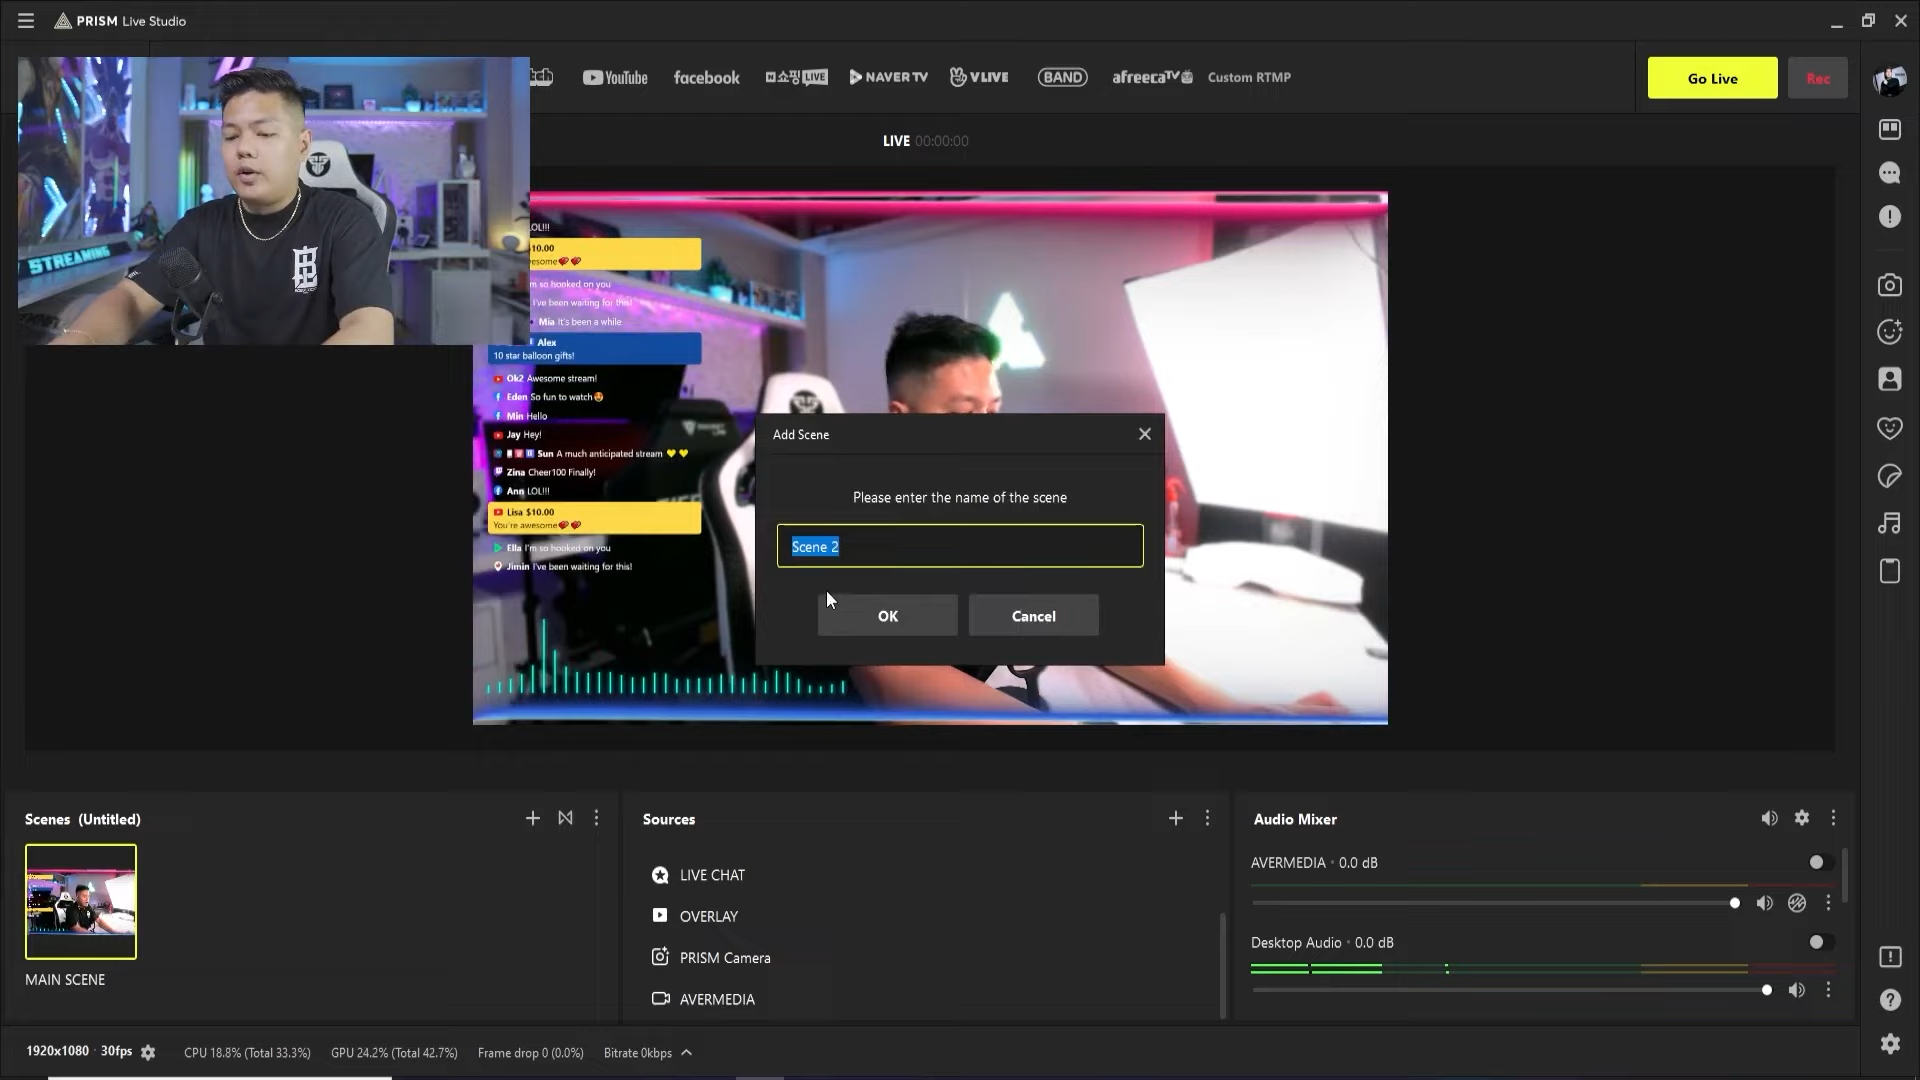 PRISM Live Studio
YouTube
facebook
LIVE
NAVER TV
V LIVE
BAND
afreecaTV
Custom RTMP
Go Live
Rec
LIVE 00:00:00
STREAMING
LOL!!!
10.00
m so hooked on you
I've been waiting for this!
Mia It's been a while
Alex
10 star balloon gifts!
Ok2 Awesome stream!
Eden So fun to watch
Min Hello
Jay Hey!
Sun A much anticipated stream
Zina Cheer100 Finally!
Ann LOL!!!
Lisa $10.00
You're awesome
Ella I'm so hooked on you
Jimin I've been waiting for this!
Add Scene
Please enter the name of the scene
Scene 2
OK
Cancel
Scenes (Untitled)
MAIN SCENE
Sources
LIVE CHAT
OVERLAY
PRISM Camera
AVERMEDIA
Audio Mixer
AVERMEDIA · 0.0 dB
Desktop Audio · 0.0 dB
1920x1080 · 30fps
CPU 18.8% (Total 33.3%)
GPU 24.2% (Total 42.7%)
Frame drop 0 (0.0%)
Bitrate 0kbps